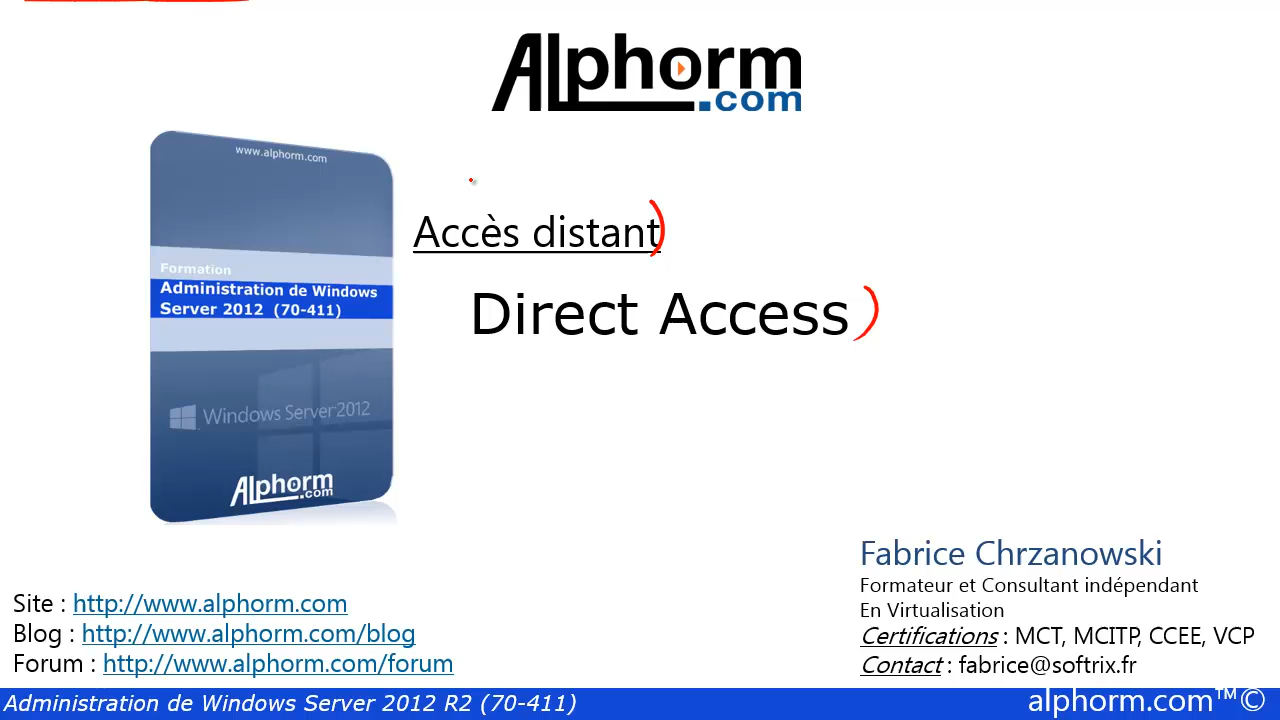 Alphorm
.com
www.alphorm.com
Formation
Administration de Windows
Server 2012 (70-411)
Windows Server 2012
Alphorm
.com
Accès distant
Direct Access
Fabrice Chrzanowski
Formateur et Consultant indépendant
En Virtualisation
Certifications : MCT, MCITP, CCEE, VCP
Contact : fabrice@softrix.fr
Site : http://www.alphorm.com
Blog : http://www.alphorm.com/blog
Forum : http://www.alphorm.com/forum
Administration de Windows Server 2012 R2 (70-411)
alphorm.com™©